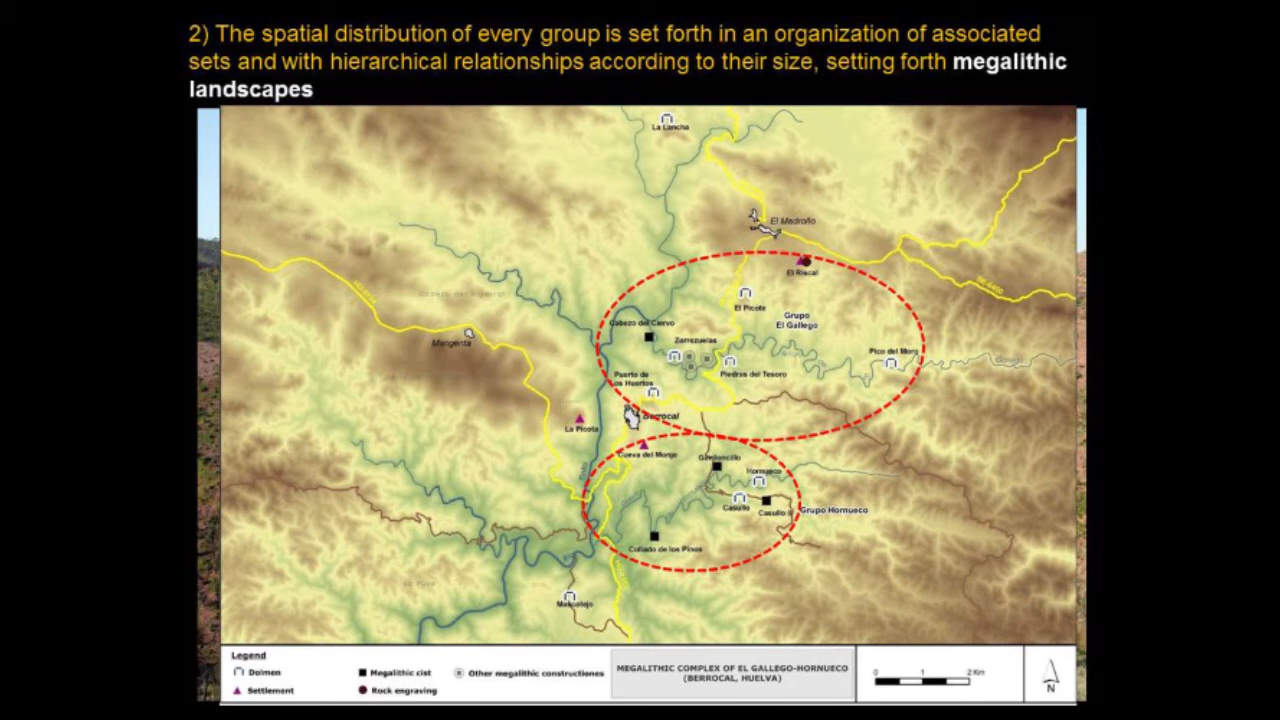 2) The spatial distribution of every group is set forth in an organization of associated
sets and with hierarchical relationships according to their size, setting forth megalithic
landscapes
La Lancha
El Madroño
El Riscal
El Picote
Grupo
El Gallego
Cabezo del Ciervo
Zarrezuelas
Mangenta
Pico del Moro
Puerto de
los Huertos
Piedras del Tesoro
Berrocal
La Picota
Cueva del Monje
Gardoncillo
Hornueco
Casullo
Casullo II
Grupo Hornueco
Collado de los Pinos
Legend
Dolmen
Megalithic cist
Other megalithic constructiones
Settlement
Rock engraving
MEGALITHIC COMPLEX OF EL GALLEGO-HORNUECO
(BERROCAL, HUELVA)
0 1 2 Km
N